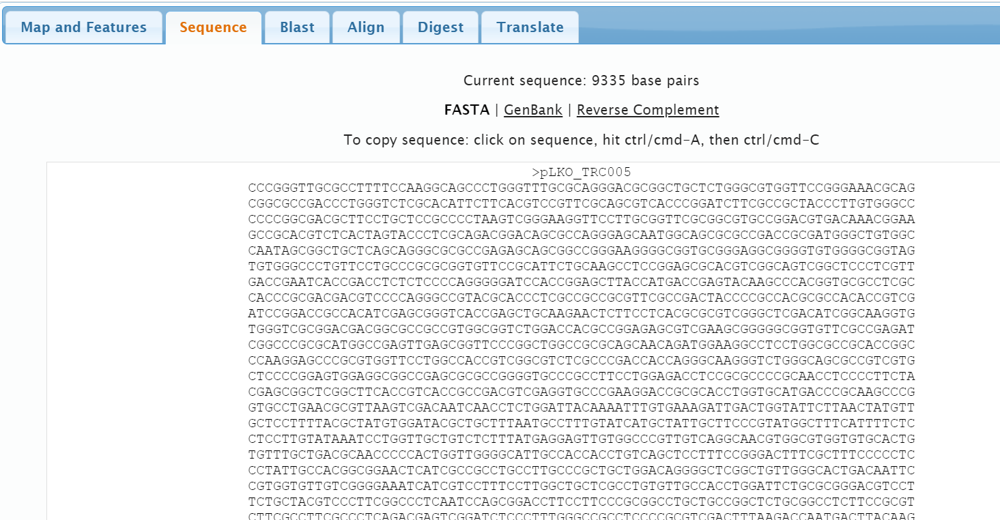 Map and Features
Sequence
Blast
Align
Digest
Translate
Current sequence: 9335 base pairs
FASTA | GenBank | Reverse Complement
To copy sequence: click on sequence, hit ctrl/cmd-A, then ctrl/cmd-C
>pLKO_TRC005
CCCGGGTTGCGCCTTTTCCAAGGCAGCCCTGGGTTTGCGCAGGGACGCGGCTGCTCTGGGCGTGGTTCCGGGAAACGCAG
CGGCGCCGACCCTGGGTCTCGCACATTCTTCACGTCCGTTCGCAGCGTCACCCGGATCTTCGCCGCTACCCTTGTGGGCC
CCCCGGCGACGCTTCCTGCTCCGCCCCTAAGTCGGGAAGGTTCCTTGCGGTTCGCGGCGTGCCGGACGTGACAAACGGAA
GCCGCACGTCTCACTAGTACCCTCGCAGACGGACAGCGCCAGGGAGCAATGGCAGCGCGCCGACCGCGATGGGCTGTGGC
CAATAGCGGCTGCTCAGCAGGGCGCGCCGAGAGCAGCGGCCGGGAAGGGGCGGTGCGGGAGGCGGGGTGTGGGGCGGTAG
TGTGGGCCCTGTTCCTGCCCGCGCGGTGTTCCGCATTCTGCAAGCCTCCGGAGCGCACGTCGGCAGTCGGCTCCCTCGTT
GACCGAATCACCGACCTCTCTCCCCAGGGGGATCCACCGGAGCTTACCATGACCGAGTACAAGCCCACGGTGCGCCTCGC
CACCCGCGACGACGTCCCCAGGGCCGTACGCACCCTCGCCGCCGCGTTCGCCGACTACCCCGCCACGCGCCACACCGTCG
ATCCGGACCGCCACATCGAGCGGGTCACCGAGCTGCAAGAACTCTTCCTCACGCGCGTCGGGCTCGACATCGGCAAGGTG
TGGGTCGCGGACGACGGCGCCGCCGTGGCGGTCTGGACCACGCCGGAGAGCGTCGAAGCGGGGGCGGTGTTCGCCGAGAT
CGGCCCGCGCATGGCCGAGTTGAGCGGTTCCCGGCTGGCCGCGCAGCAACAGATGGAAGGCCTCCTGGCGCCGCACCGGC
CCAAGGAGCCCGCGTGGTTCCTGGCCACCGTCGGCGTCTCGCCCGACCACCAGGGCAAGGGTCTGGGCAGCGCCGTCGTG
CTCCCCGGAGTGGAGGCGGCCGAGCGCGCCGGGGTGCCCGCCTTCCTGGAGACCTCCGCGCCCCGCAACCTCCCCTTCTA
CGAGCGGCTCGGCTTCACCGTCACCGCCGACGTCGAGGTGCCCGAAGGACCGCGCACCTGGTGCATGACCCGCAAGCCCG
GTGCCTGAACGCGTTAAGTCGACAATCAACCTCTGGATTACAAAATTTGTGAAAGATTGACTGGTATTCTTAACTATGTT
GCTCCTTTTACGCTATGTGGATACGCTGCTTTAATGCCTTTGTATCATGCTATTGCTTCCCGTATGGCTTTCATTTTCTC
CTCCTTGTATAAATCCTGGTTGCTGTCTCTTTATGAGGAGTTGTGGCCCGTTGTCAGGCAACGTGGCGTGGTGTGCACTG
TGTTTGCTGACGCAACCCCCACTGGTTGGGGCATTGCCACCACCTGTCAGCTCCTTTCCGGGACTTTCGCTTTCCCCCTC
CCTATTGCCACGGCGGAACTCATCGCCGCCTGCCTTGCCCGCTGCTGGACAGGGGCTCGGCTGTTGGGCACTGACAATTC
CGTGGTGTTGTCGGGGAAATCATCGTCCTTTCCTTGGCTGCTCGCCTGTGTTGCCACCTGGATTCTGCGCGGGACGTCCT
TCTGCTACGTCCCTTCGGCCCTCAATCCAGCGGACCTTCCTTCCCGCGGCCTGCTGCCGGCTCTGCGGCCTCTTCCGCGT
CTTCGCCTTCGCCCTCAGACGAGTCGGATCTCCCTTTGGGCCGCCTCCCCGCGTCGACTTTAAGACCAATGACTTACAAG